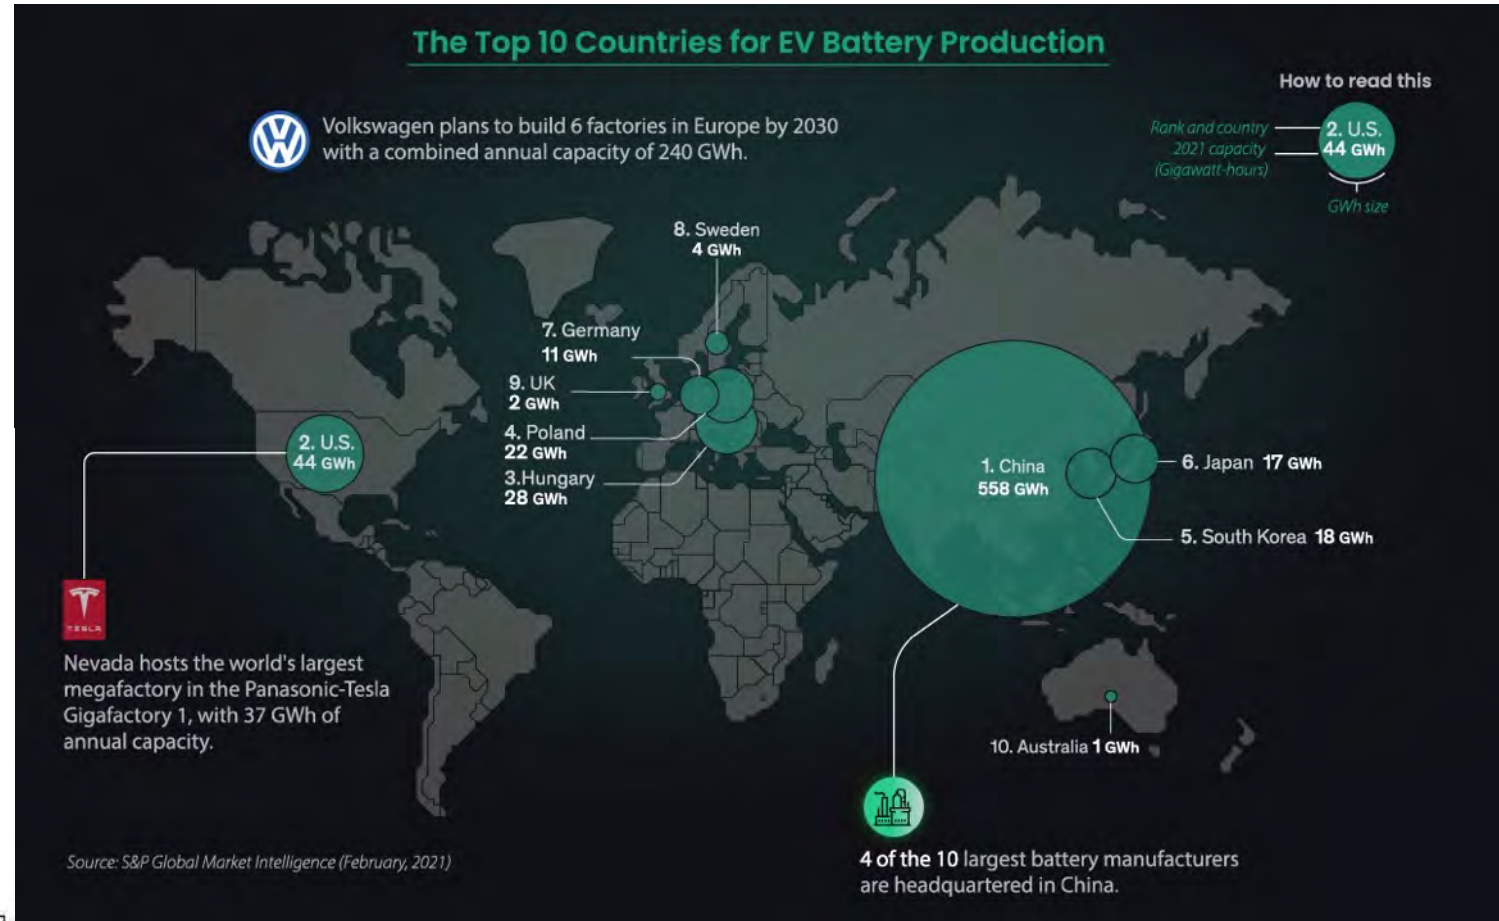 The Top 10 Countries for EV Battery Production
How to read this
Rank and country
2021 capacity
(Gigawatt-hours)
2. U.S.
44 GWh
GWh size
Volkswagen plans to build 6 factories in Europe by 2030
with a combined annual capacity of 240 GWh.
8. Sweden
4 GWh
7. Germany
11 GWh
9. UK
2 GWh
4. Poland
22 GWh
3.Hungary
28 GWh
2. U.S.
44 GWh
1. China
558 GWh
6. Japan 17 GWh
5. South Korea 18 GWh
10. Australia 1 GWh
TESLA
Nevada hosts the world's largest
megafactory in the Panasonic-Tesla
Gigafactory 1, with 37 GWh of
annual capacity.
4 of the 10 largest battery manufacturers
are headquartered in China.
Source: S&P Global Market Intelligence (February, 2021)